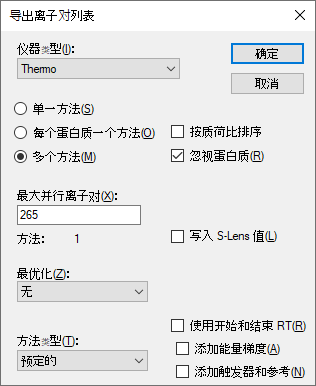 导出离子对列表
仪器类型(I):
Thermo
确定
取消
单一方法(S)
每个蛋白质一个方法(O)
多个方法(M)
按质荷比排序
忽视蛋白质(R)
最大并行离子对(X):
265
方法: 1
写入 S-Lens 值(L)
最优化(Z):
无
方法类型(T):
预定的
使用开始和结束 RT(R)
添加能量梯度(A)
添加触发器和参考(N)